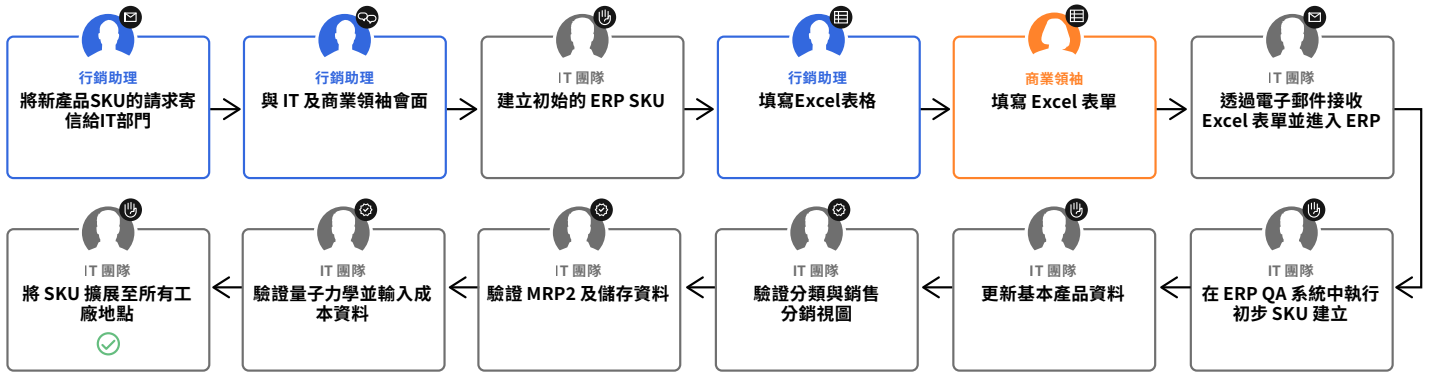 行銷助理
將新產品SKU的請求寄
信給IT部門
行銷助理
與 IT 及商業領袖會面
IT 團隊
建立初始的 ERP SKU
行銷助理
填寫Excel表格
商業領袖
填寫 Excel 表單
IT 團隊
透過電子郵件接收
Excel 表單並進入 ERP
IT 團隊
將 SKU 擴展至所有工
廠地點
IT 團隊
驗證量子力學並輸入成
本資料
IT 團隊
驗證 MRP2 及儲存資料
IT 團隊
驗證分類與銷售
分銷視圖
IT 團隊
更新基本產品資料
IT 團隊
在 ERP QA 系統中執行
初步 SKU 建立